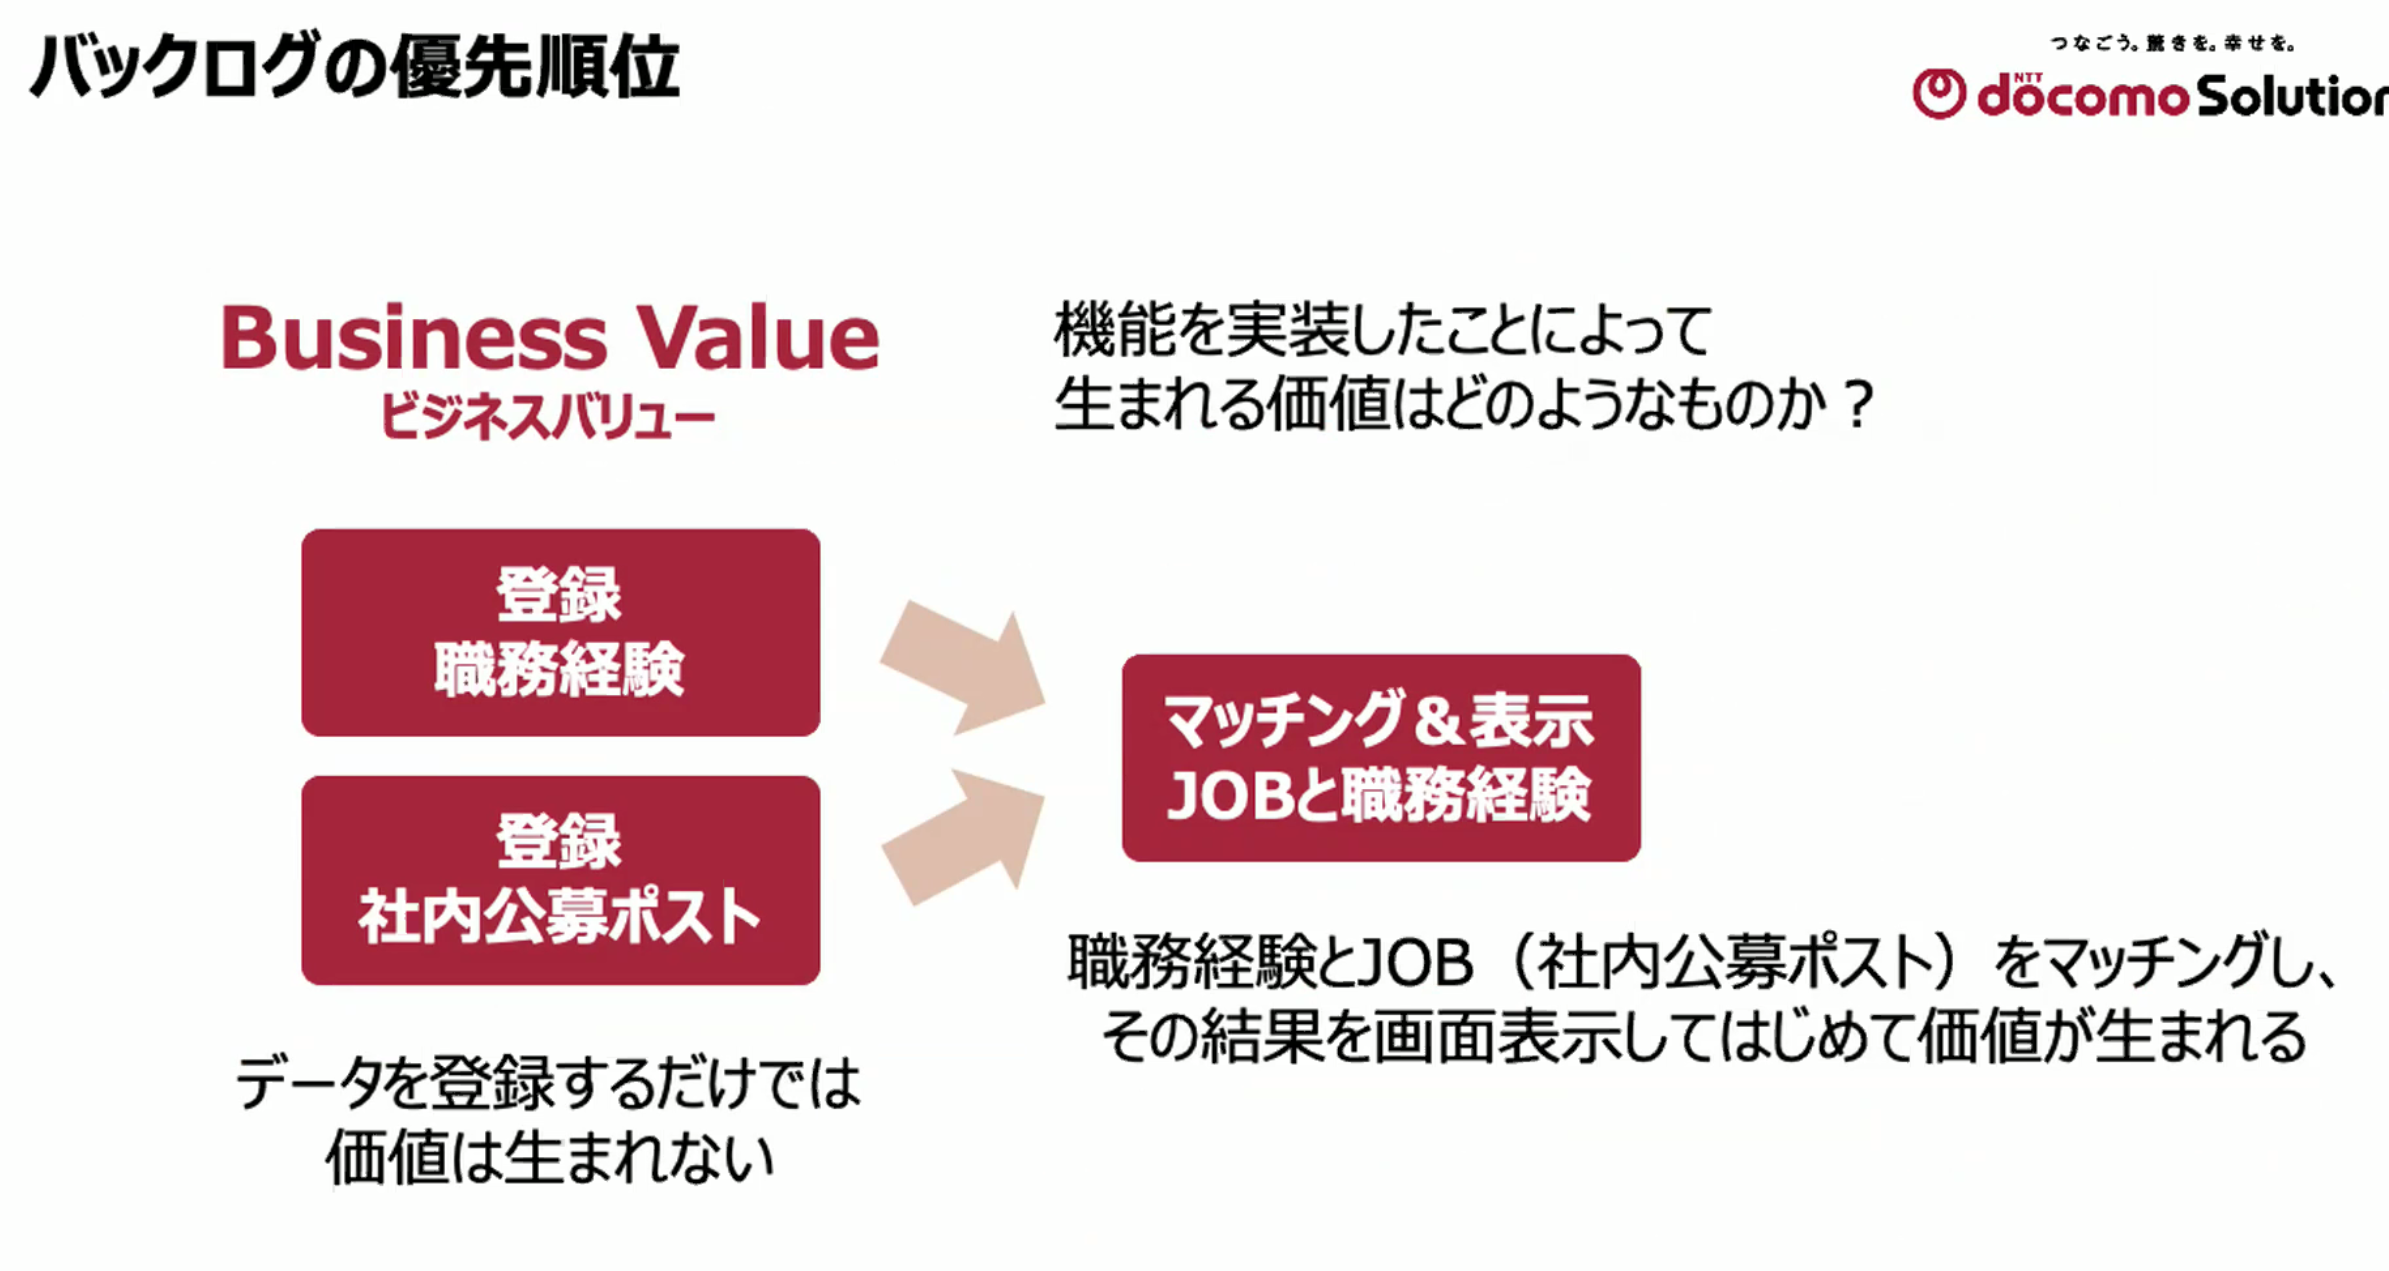 バックログの優先順位
つなごう。驚きを。幸せを。
NTT
döcomo Solution
Business Value
ビジネスバリュー
機能を実装したことによって
生まれる価値はどのようなものか？
登録
職務経験
登録
社内公募ポスト
データを登録するだけでは
価値は生まれない
マッチング＆表示
JOBと職務経験
職務経験とJOB（社内公募ポスト）をマッチングし、
その結果を画面表示してはじめて価値が生まれる